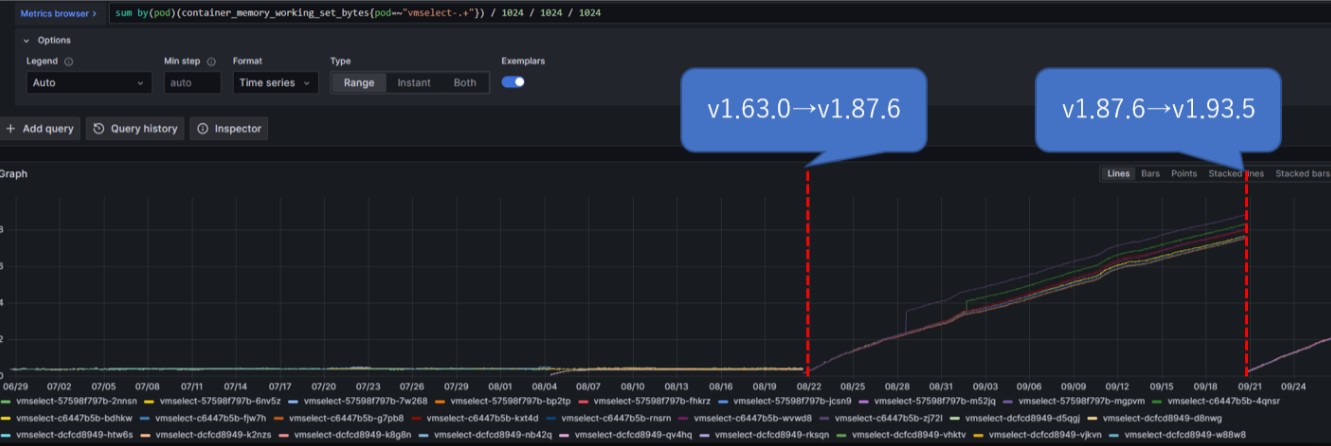 Metrics browser > sum by(pod)(container_memory_working_set_bytes{pod=~"vmselect-.+"}) / 1024 / 1024 / 1024
Options
Legend Min step Format Type Exemplars
Auto auto Time series Range Instant Both
v1.63.0→v1.87.6 v1.87.6→v1.93.5
+ Add query Query history Inspector
Graph Lines Bars Points Stacked lines Stacked bars
8
6
4
2
0
06/29 07/02 07/05 07/08 07/11 07/14 07/17 07/20 07/23 07/26 07/29 08/01 08/04 08/07 08/10 08/13 08/16 08/19 08/22 08/25 08/28 08/31 09/03 09/06 09/09 09/12 09/15 09/18 09/21 09/24
vmselect-57598f797b-2nnsn vmselect-57598f797b-6nv5z vmselect-57598f797b-7w268 vmselect-57598f797b-bp2tp vmselect-57598f797b-fhkrz vmselect-57598f797b-jcsn9 vmselect-57598f797b-m52jq vmselect-57598f797b-mgpvm vmselect-c6447b5b-4qnsr
vmselect-c6447b5b-bdhkw vmselect-c6447b5b-fjw7h vmselect-c6447b5b-g7pb8 vmselect-c6447b5b-kxt4d vmselect-c6447b5b-rnsrn vmselect-c6447b5b-wvwd8 vmselect-c6447b5b-zj72l vmselect-dcfcd8949-d5qgj vmselect-dcfcd8949-d8nwg
vmselect-dcfcd8949-htw6s vmselect-dcfcd8949-k2nzs vmselect-dcfcd8949-k8g8n vmselect-dcfcd8949-nb42q vmselect-dcfcd8949-qv4hq vmselect-dcfcd8949-rksqn vmselect-dcfcd8949-vhktv vmselect-dcfcd8949-vjkvn vmselect-dcfcd8949-w88w8